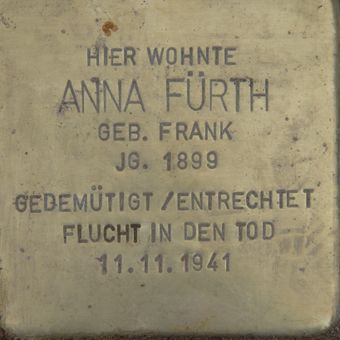 HIER WOHNTE
ANNA FÜRTH
GEB. FRANK
JG. 1899
GEDEMÜTIGT / ENTRECHTET
FLUCHT IN DEN TOD
11.11.1941